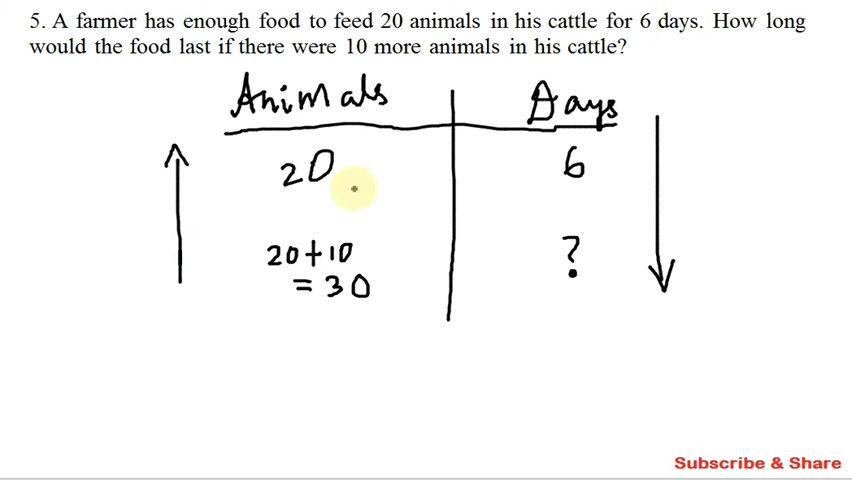 5. A farmer has enough food to feed 20 animals in his cattle for 6 days. How long
would the food last if there were 10 more animals in his cattle?
Animals Days
20 6
20+10 ?
= 30
Subscribe & Share